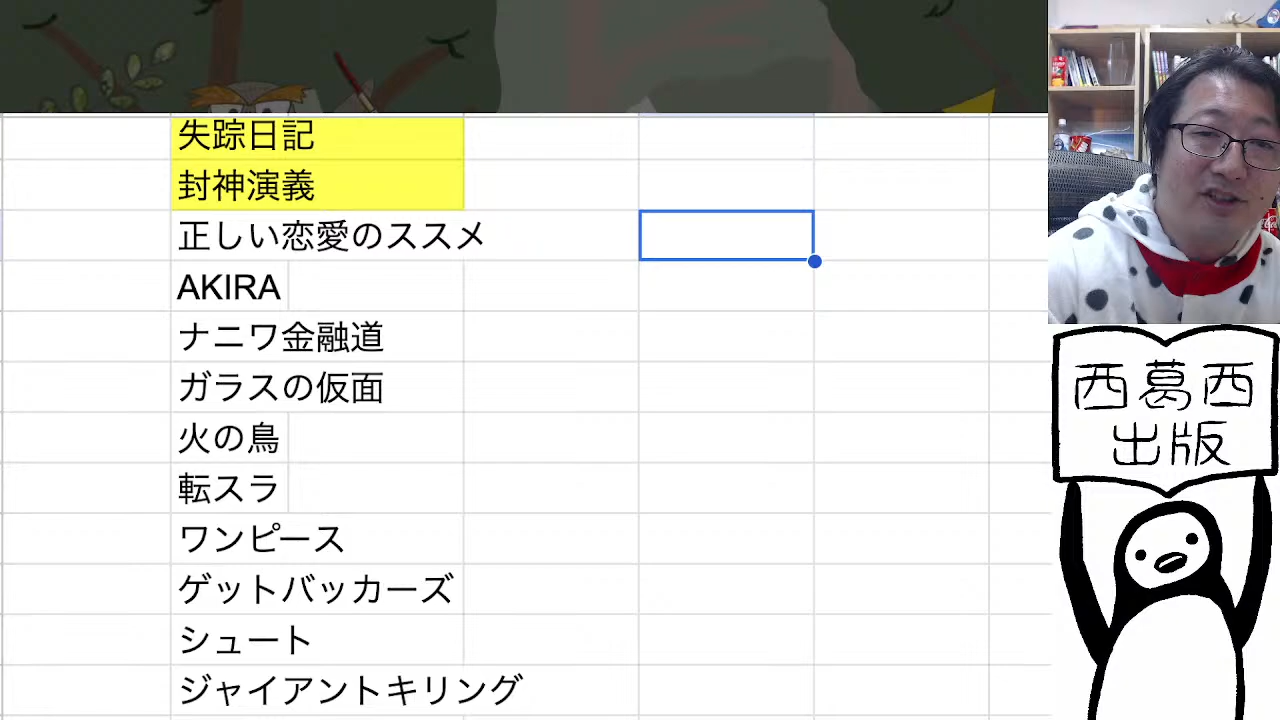 失踪日記
封神演義
正しい恋愛のススメ
AKIRA
ナニワ金融道
ガラスの仮面
火の鳥
転スラ
ワンピース
ゲットバッカーズ
シュート
ジャイアントキリング
西葛西
出版